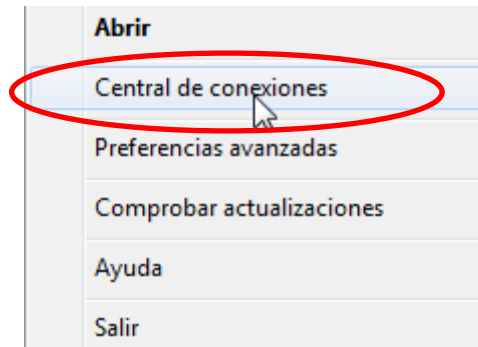 Abrir
Central de conexiones
Preferencias avanzadas
Comprobar actualizaciones
Ayuda
Salir